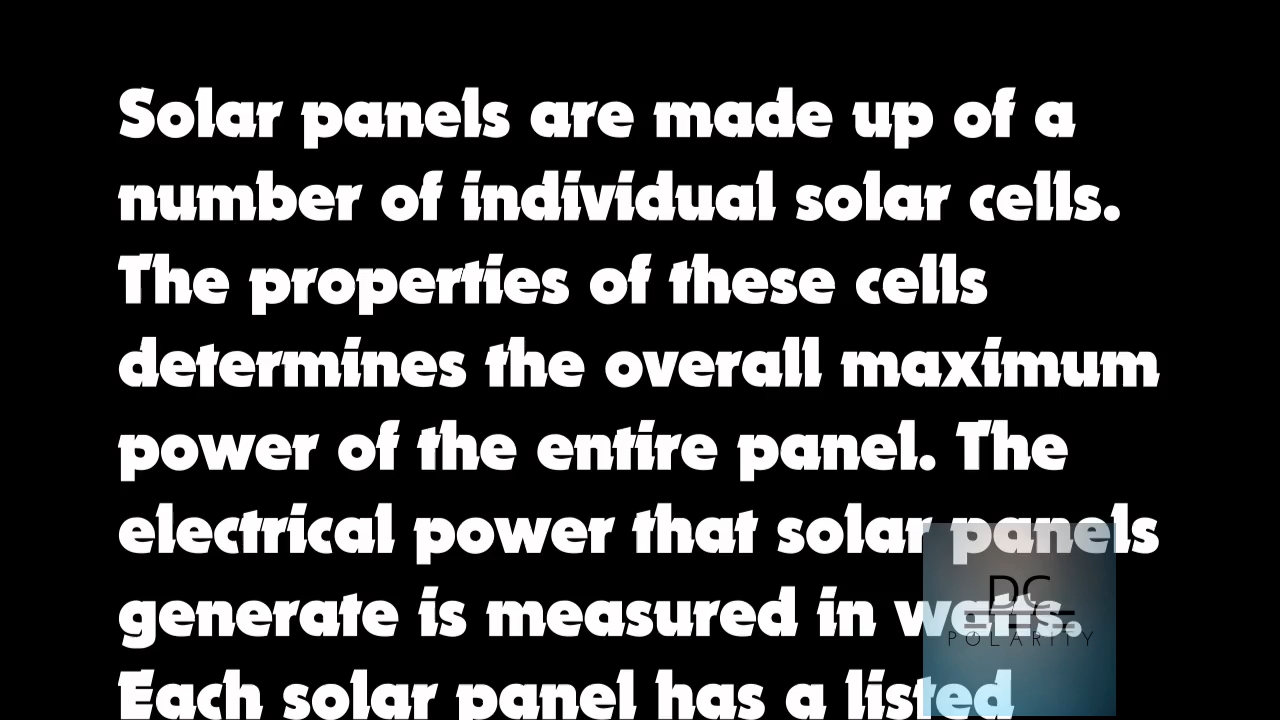 Solar panels are made up of a
number of individual solar cells.
The properties of these cells
determines the overall maximum
power of the entire panel. The
electrical power that solar panels
generate is measured in watts.
Each solar panel has a listed
DC
POLARITY